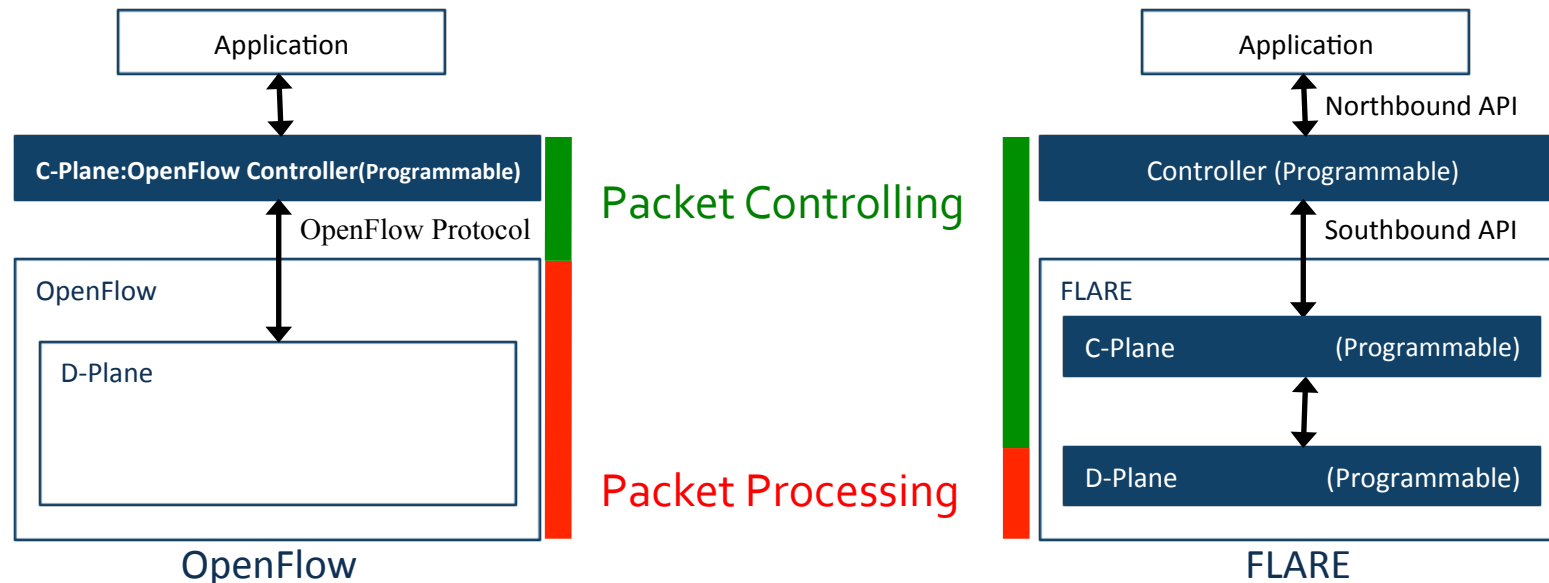 Application
C-Plane:OpenFlow Controller(Programmable)
OpenFlow Protocol
OpenFlow
D-Plane
OpenFlow
Packet Controlling
Packet Processing
Application
Northbound API
Controller (Programmable)
Southbound API
FLARE
C-Plane (Programmable)
D-Plane (Programmable)
FLARE